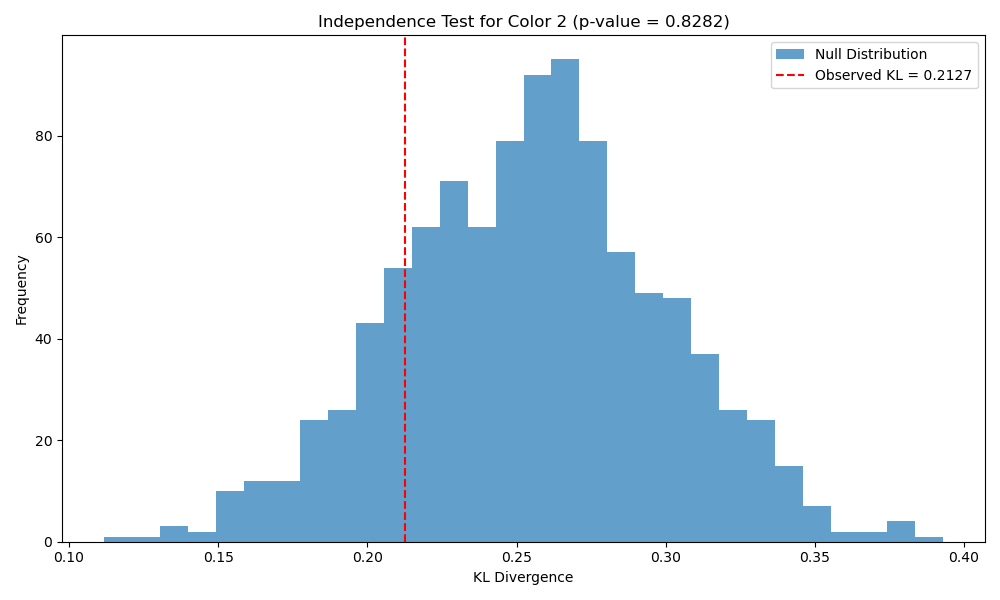 Independence Test for Color 2 (p-value = 0.8282)
Null Distribution
Observed KL = 0.2127
Frequency
80
60
40
20
0
0.10 0.15 0.20 0.25 0.30 0.35 0.40
KL Divergence